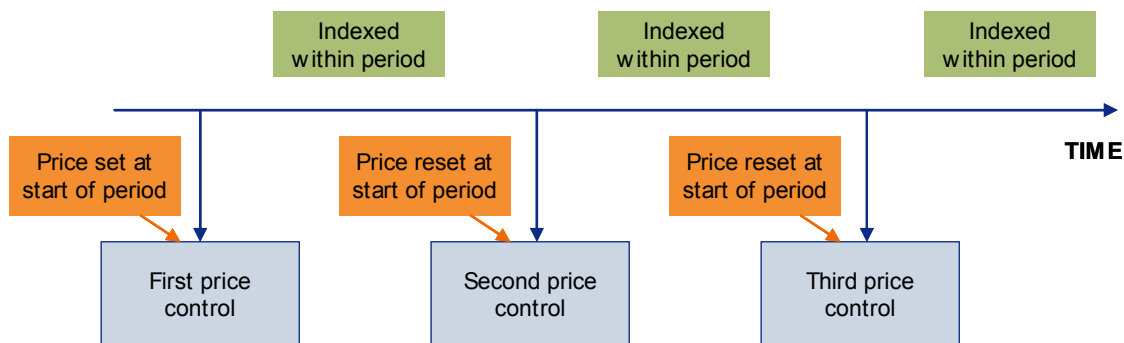 Indexed
within period
Indexed
within period
Indexed
within period
TIME
Price set at
start of period
Price reset at
start of period
Price reset at
start of period
First price
control
Second price
control
Third price
control